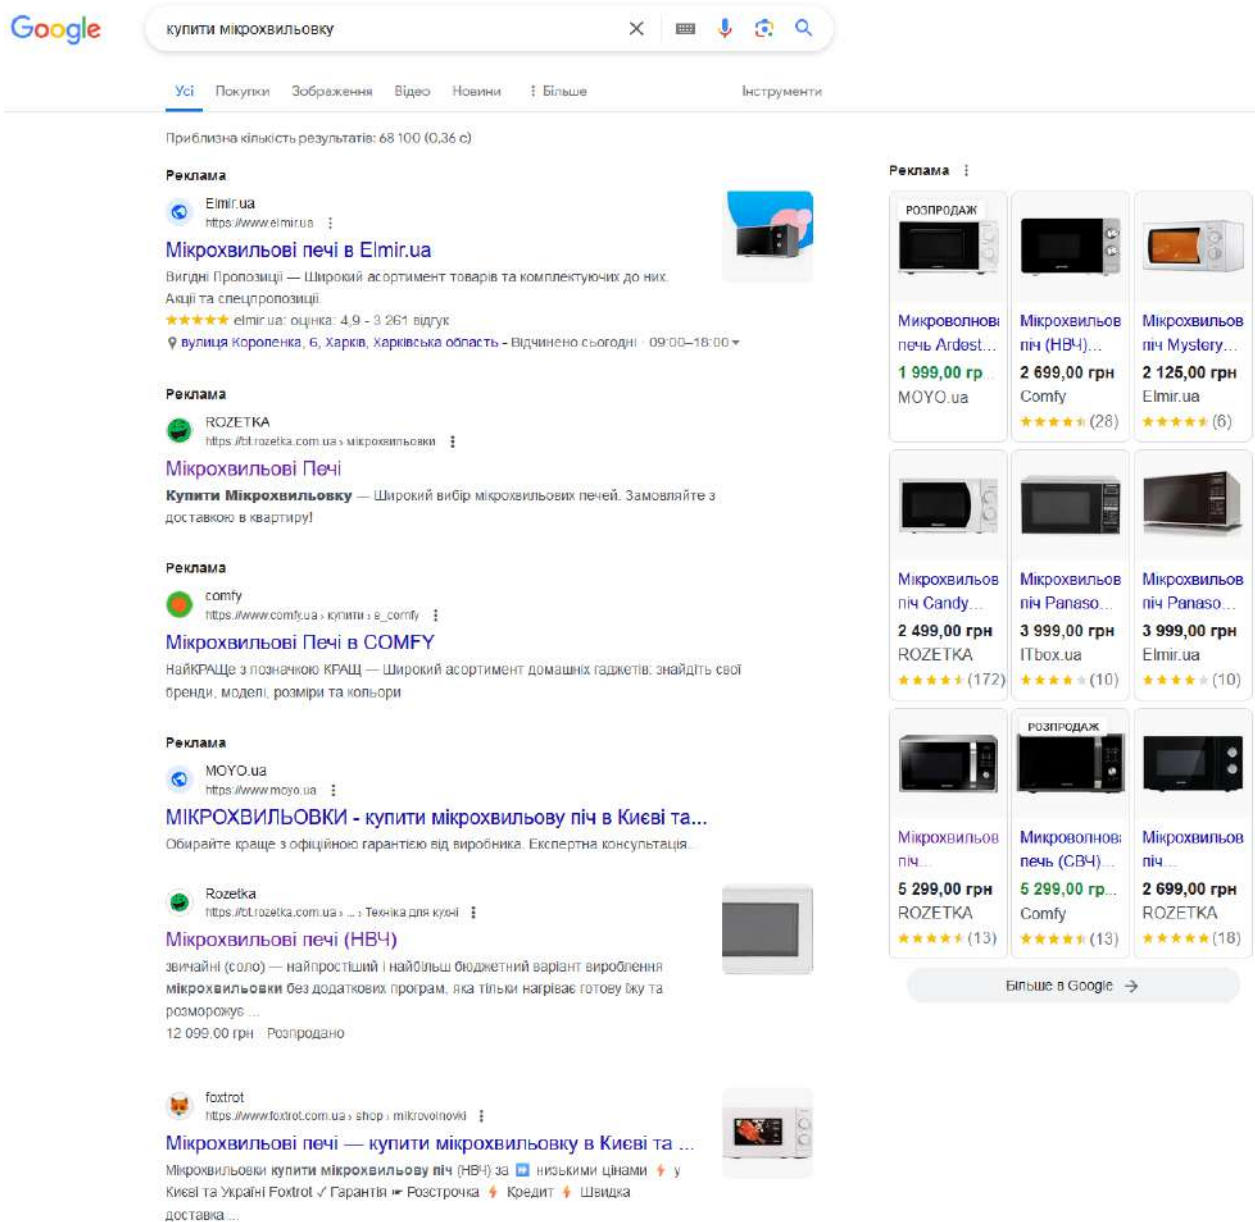 Google
купити мікрохвильовку
Усі Покупки Зображення Відео Новини Більше Інструменти
Приблизна кількість результатів: 68 100 (0,36 с)
Реклама
Elmir.ua
https://www.elmir.ua
Мікрохвильові печі в Elmir.ua
Вигідні Пропозиції — Широкий асортимент товарів та комплектуючих до них.
Акції та спецпропозиції.
★★★★★ elmir.ua: оцінка: 4,9 - 3 261 відгук
вулиця Короленка, 6, Харків, Харківська область - Відчинено сьогодні · 09:00–18:00
Реклама
ROZETKA
https://bt.rozetka.com.ua › мікрохвильовки
Мікрохвильові Печі
Купити Мікрохвильовку — Широкий вибір мікрохвильових печей. Замовляйте з
доставкою в квартиру!
Реклама
comfy
https://www.comfy.ua › купити › в_comfy
Мікрохвильові Печі в COMFY
НайКРАЩе з позначкою КРАЩ — Широкий асортимент домашніх гаджетів: знайдіть свої
бренди, моделі, розміри та кольори
Реклама
MOYO.ua
https://www.moyo.ua
МІКРОХВИЛЬОВКИ - купити мікрохвильову піч в Києві та...
Обирайте краще з офіційною гарантією від виробника. Експертна консультація.
Rozetka
https://bt.rozetka.com.ua › ... › Техніка для кухні
Мікрохвильові печі (НВЧ)
звичайні (соло) — найпростіший і найбільш бюджетний варіант вироблення
мікрохвильовки без додаткових програм, яка тільки нагріває готову їжу та
розморожує ...
12 099,00 грн · Розпродано
foxtrot
https://www.foxtrot.com.ua › shop › mikrovolnovki
Мікрохвильові печі — купити мікрохвильовку в Києві та ...
Мікрохвильовки купити мікрохвильову піч (НВЧ) за ➡️ низькими цінами ⚡ у
Києві та Україні Foxtrot ✓ Гарантія ☛ Розстрочка ⚡ Кредит ⚡ Швидка
доставка ...
Реклама
РОЗПРОДАЖ
Микроволнова Мікрохвильов Мікрохвильов
печь Ardest... піч (НВЧ)... піч Mystery...
1 999,00 гр... 2 699,00 грн 2 125,00 грн
MOYO.ua Comfy Elmir.ua
★★★★★ (28) ★★★★★ (6)
Мікрохвильов Мікрохвильов Мікрохвильов
піч Candy... піч Panaso... піч Panaso...
2 499,00 грн 3 999,00 грн 3 999,00 грн
ROZETKA ITbox.ua Elmir.ua
★★★★★ (172) ★★★★★ (10) ★★★★★ (10)
РОЗПРОДАЖ
Мікрохвильов Микроволнова Мікрохвильов
піч... печь (СВЧ)... піч...
5 299,00 грн 5 299,00 гр... 2 699,00 грн
ROZETKA Comfy ROZETKA
★★★★★ (13) ★★★★★ (13) ★★★★★ (18)
Більше в Google →